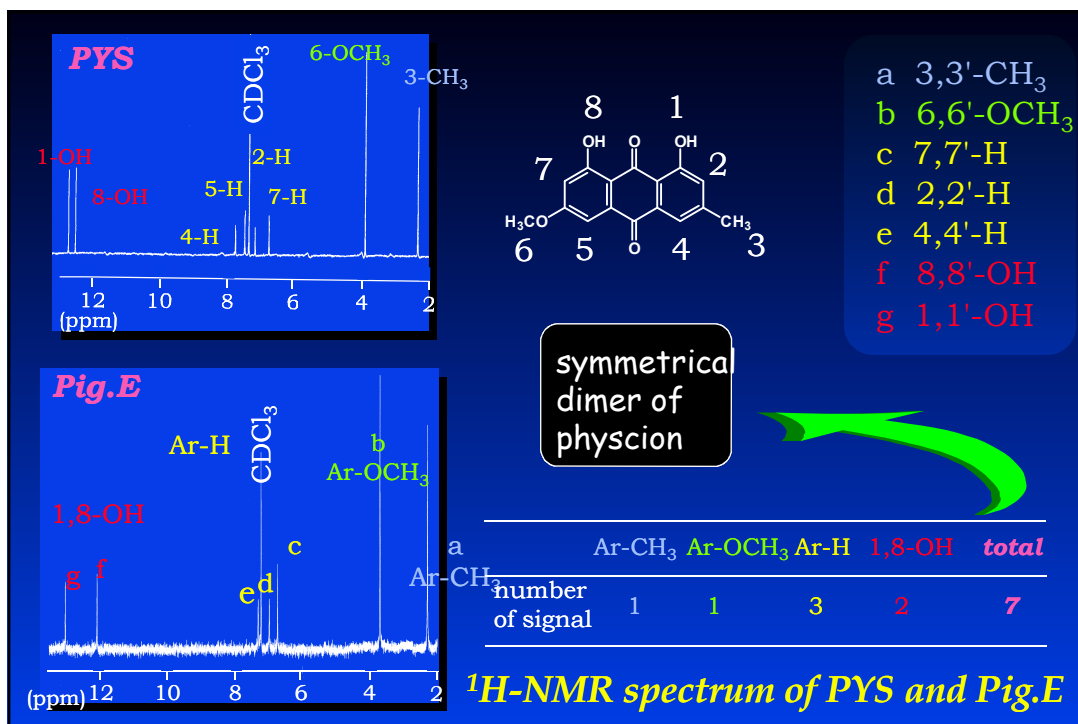 PYS
6-OCH3
3-CH3
CDCl3
1-OH
2-H
8-OH
5-H
7-H
4-H
12 10 8 6 4 2
(ppm)
8 1
OH O OH
7 2
H3CO CH3
6 5 O 4 3
a 3,3'-CH3
b 6,6'-OCH3
c 7,7'-H
d 2,2'-H
e 4,4'-H
f 8,8'-OH
g 1,1'-OH
Pig.E
CDCl3
Ar-H
b
Ar-OCH3
1,8-OH
c
a
Ar-CH3
g f
e d
(ppm) 12 10 8 6 4 2
symmetrical
dimer of
physcion
Ar-CH3 Ar-OCH3 Ar-H 1,8-OH total
number
of signal 1 1 3 2 7
1H-NMR spectrum of PYS and Pig.E